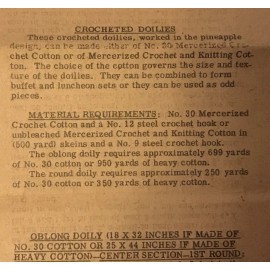 CROCHETED DOILIES
These crocheted doilies, worked in the pineapple
design, can be made either of No. 30 Mercerized Cro-
chet Cotton or of Mercerized Crochet and Knitting Cot-
ton. The choice of the cotton governs the size and tex-
ture of the doilies. They can be combined to form
buffet and luncheon sets or they can be used as odd
pieces.
MATERIAL REQUIREMENTS: No. 30 Mercerized
Crochet Cotton and a No. 12 steel crochet hook or
unbleached Mercerized Crochet and Knitting Cotton in
(500 yard) skeins and a No. 9 steel crochet hook.
The oblong doily requires approximately 699 yards
of No. 30 cotton or 950 yards of heavy cotton.
The round doily requires approximately 250 yards
of No. 30 cotton or 350 yards of heavy cotton.
OBLONG DOILY (18 X 32 INCHES IF MADE OF
NO. 30 COTTON OR 25 X 44 INCHES IF MADE OF
HEAVY COTTON)—CENTER SECTION—1ST ROUND: